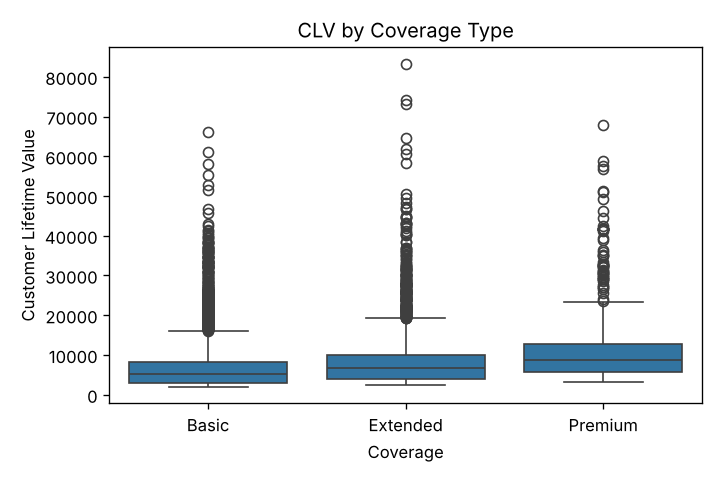 CLV by Coverage Type
Customer Lifetime Value
80000
70000
60000
50000
40000
30000
20000
10000
0
Basic
Extended
Premium
Coverage